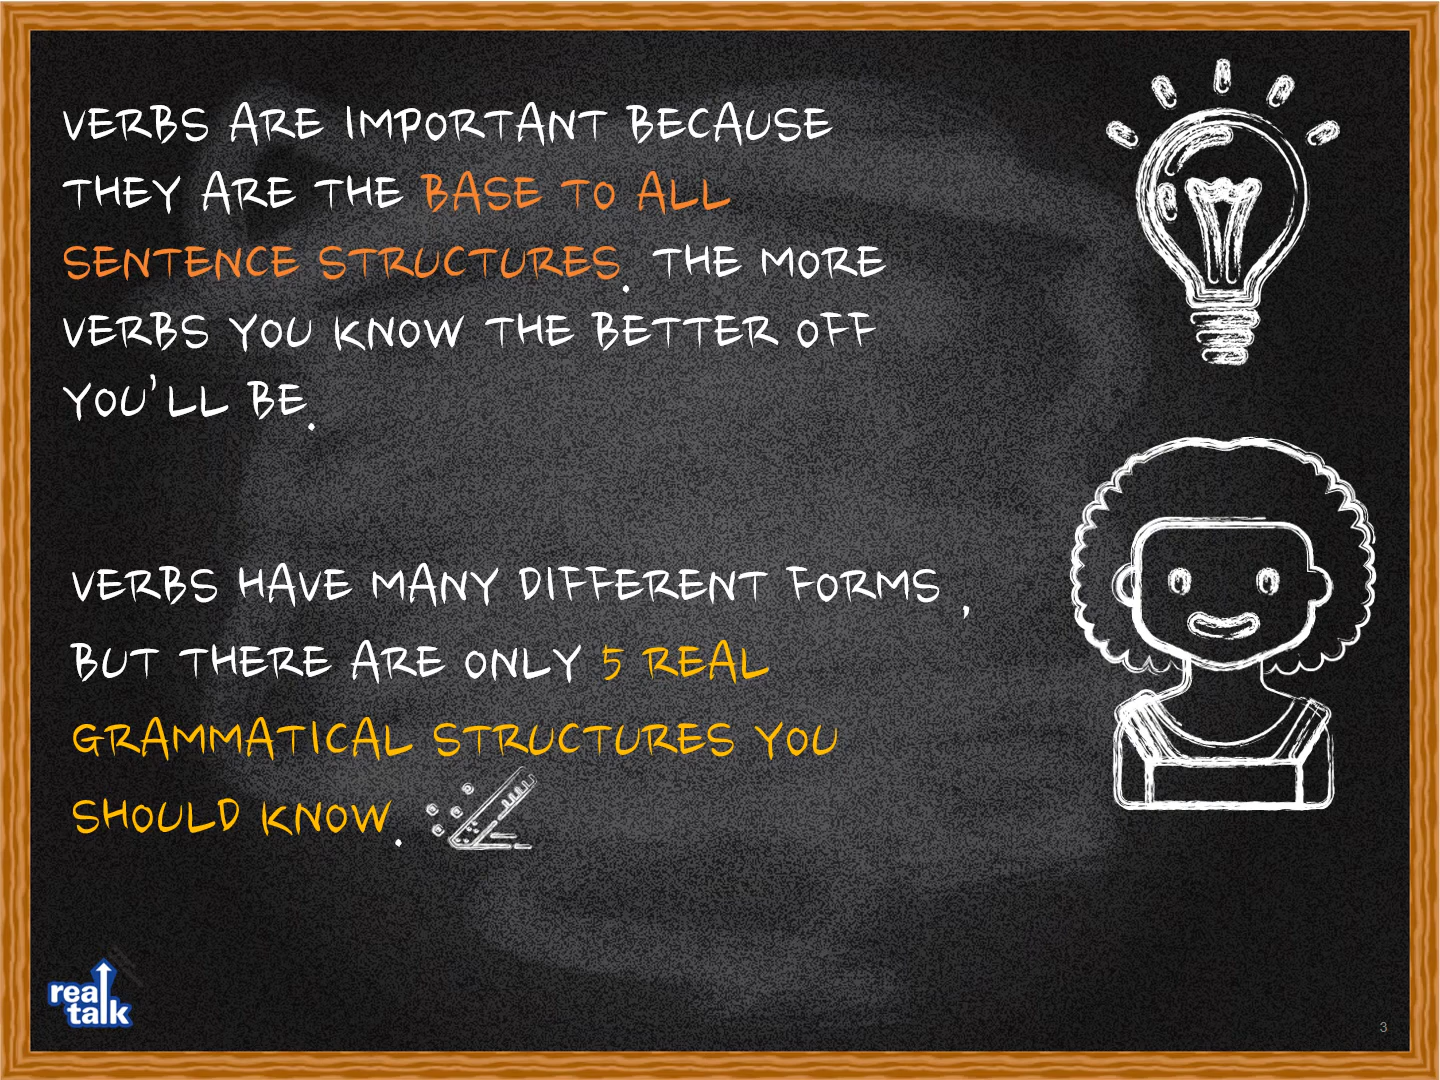 VERBS ARE IMPORTANT BECAUSE
THEY ARE THE BASE TO ALL
SENTENCE STRUCTURES. THE MORE
VERBS YOU KNOW THE BETTER OFF
YOU'LL BE.
VERBS HAVE MANY DIFFERENT FORMS ,
BUT THERE ARE ONLY 5 REAL
GRAMMATICAL STRUCTURES YOU
SHOULD KNOW.
real
talk
3